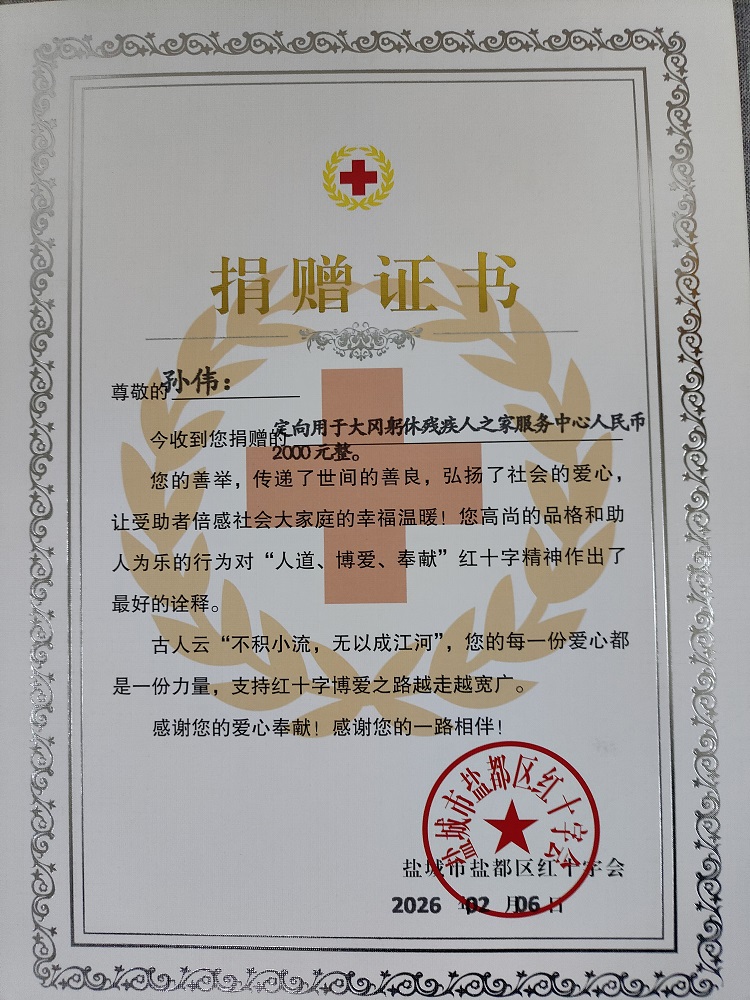 捐赠证书
尊敬的孙伟：
今收到您捐赠的定向用于大冈躬休残疾人之家服务中心人民币
2000元整。
您的善举，传递了世间的善良，弘扬了社会的爱心，
让受助者倍感社会大家庭的幸福温暖！您高尚的品格和助
人为乐的行为对“人道、博爱、奉献”红十字精神作出了
最好的诠释。
古人云“不积小流，无以成江河”，您的每一份爱心都
是一份力量，支持红十字博爱之路越走越宽广。
感谢您的爱心奉献！感谢您的一路相伴！
盐城市盐都区红十字会
盐城市盐都区红十字会
2026 年02 月06 日